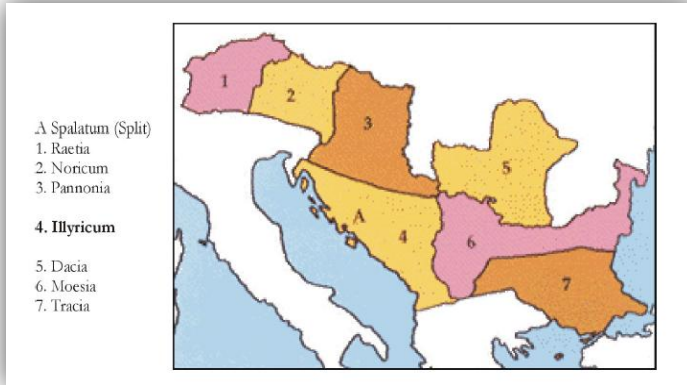 A Spalatum (Split)
1. Raetia
2. Noricum
3. Pannonia
4. Illyricum
5. Dacia
6. Moesia
7. Tracia
1
2
3
5
A
4
6
7